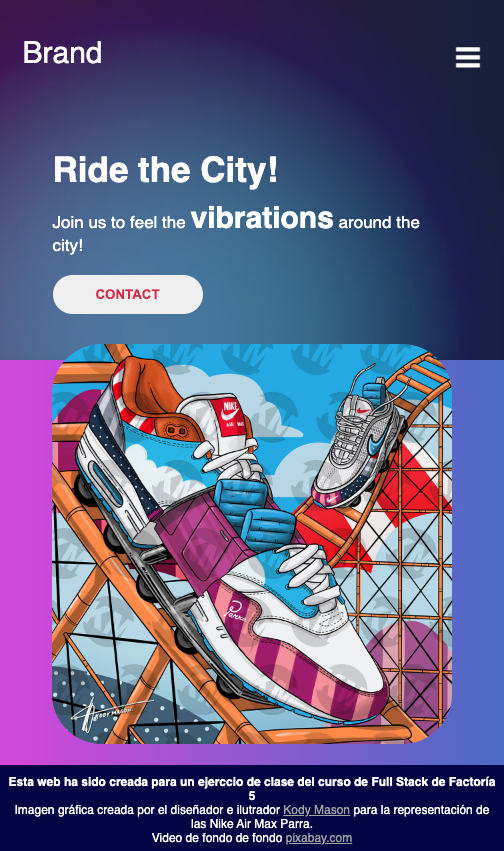 Brand
Ride the City!
Join us to feel the vibrations around the
city!
CONTACT
NIKE
AIR MAX
Parra
KODY MASON.
Esta web ha sido creada para un ejerccio de clase del curso de Full Stack de Factoría
5
Imagen gráfica creada por el diseñador e ilutrador Kody Mason para la representación de
las Nike Air Max Parra.
Video de fondo de fondo pixabay.com